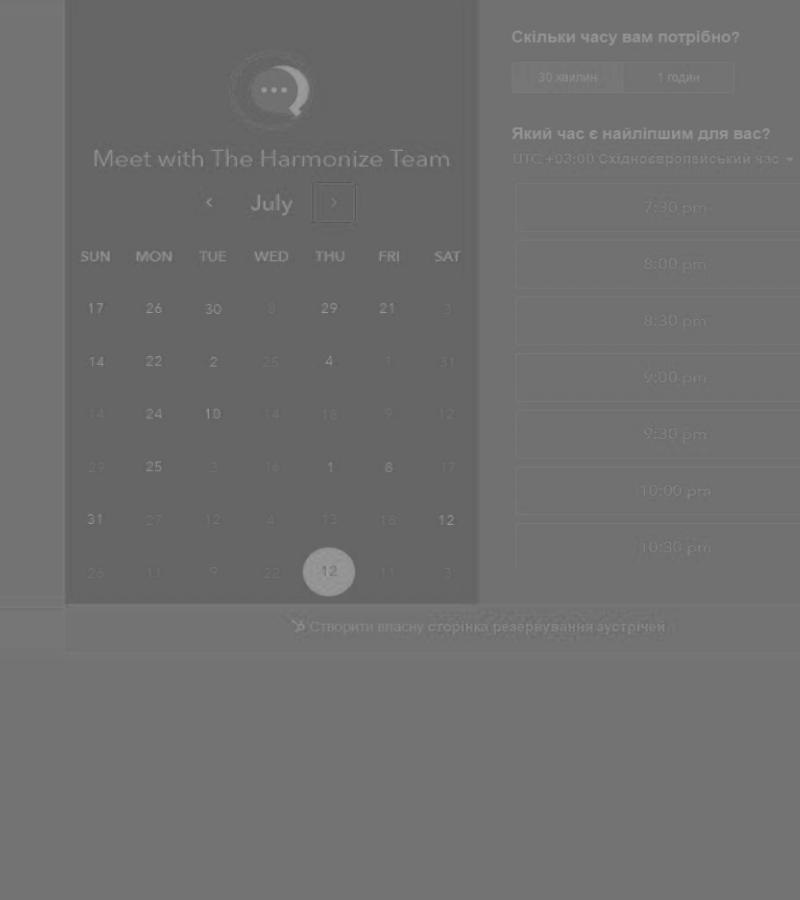 Meet with The Harmonize Team
July
SUN MON TUE WED THU FRI SAT
17 26 30 8 29 21 3
14 22 2 25 4 1 31
14 24 10 14 18 9 12
29 25 3 16 1 8 17
31 27 12 4 13 18 12
26 11 9 22 12 11 3
Скільки часу вам потрібно?
30 хвилин 1 годин
Який час є найліпшим для вас?
UTC +03:00 Східноєвропейський час
7:30 pm
8:00 pm
8:30 pm
9:00 pm
9:30 pm
10:00 pm
10:30 pm
Створити власну сторінка резервування зустрічей